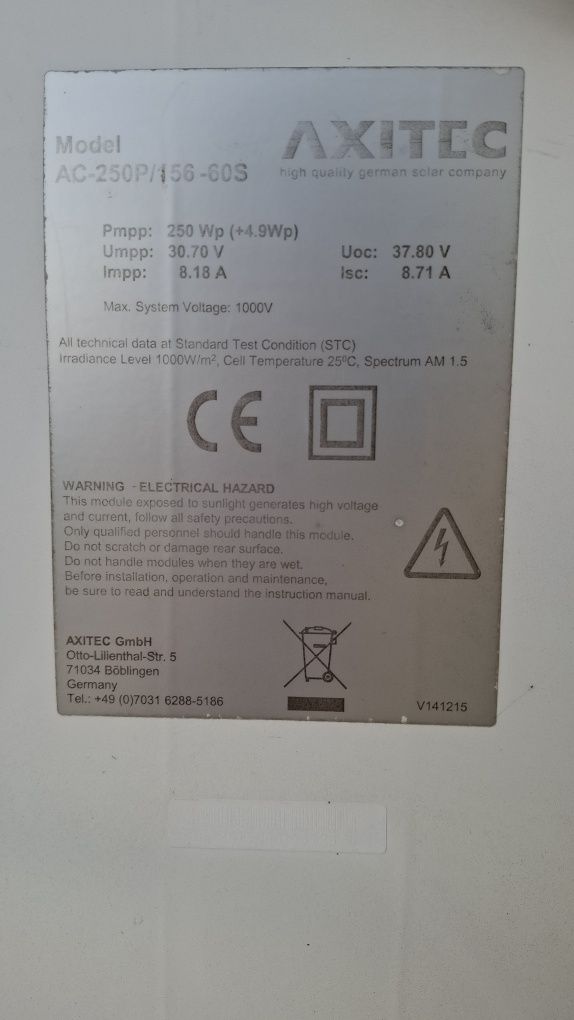 AXITEC
high quality german solar company
Model
AC-250P/156-60S
Pmpp: 250 Wp (+4.9Wp)
Umpp: 30.70 V Uoc: 37.80 V
Impp: 8.18 A Isc: 8.71 A
Max. System Voltage: 1000V
All technical data at Standard Test Condition (STC)
Irradiance Level 1000W/m², Cell Temperature 25⁰C, Spectrum AM 1.5
CE
WARNING - ELECTRICAL HAZARD
This module exposed to sunlight generates high voltage
and current, follow all safety precautions.
Only qualified personnel should handle this module.
Do not scratch or damage rear surface.
Do not handle modules when they are wet.
Before installation, operation and maintenance,
be sure to read and understand the instruction manual.
AXITEC GmbH
Otto-Lilienthal-Str. 5
71034 Böblingen
Germany
Tel.: +49 (0)7031 6288-5186
V141215